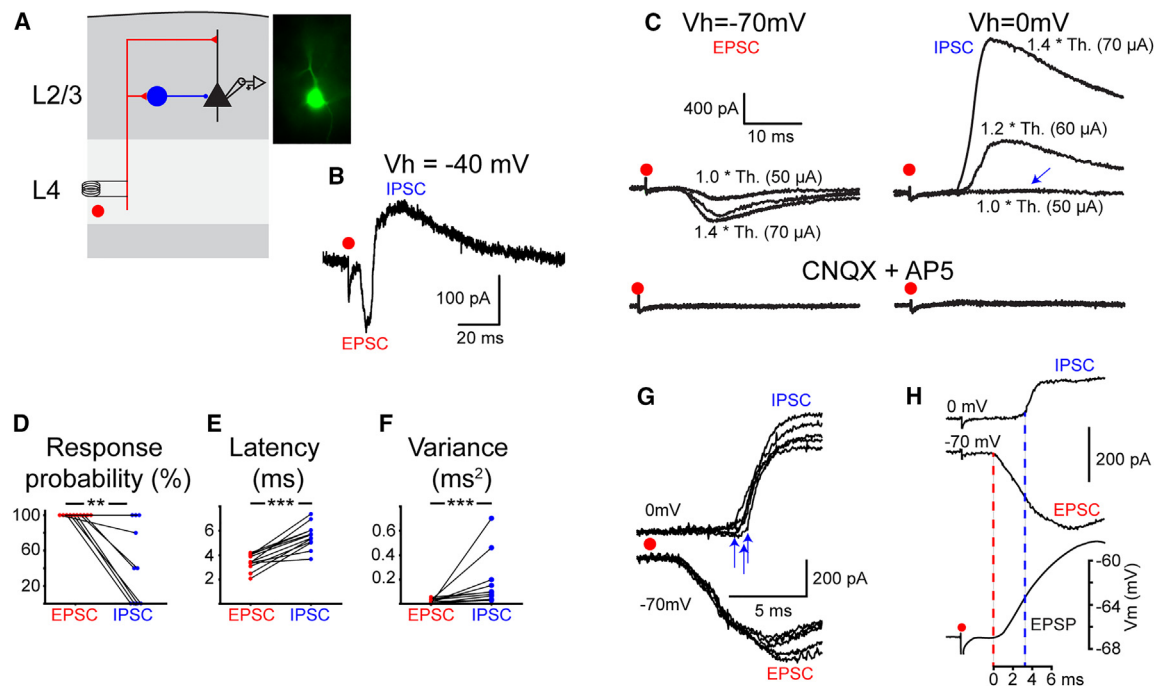 A
L2/3
L4
B
Vh = -40 mV
IPSC
EPSC
100 pA
20 ms
C
Vh=-70mV
EPSC
400 pA
10 ms
1.0 * Th. (50 µA)
1.4 * Th. (70 µA)
Vh=0mV
IPSC
1.4 * Th. (70 µA)
1.2 * Th. (60 µA)
1.0 * Th. (50 µA)
CNQX + AP5
D
Response
probability (%)
**
100
60
20
EPSC IPSC
E
Latency
(ms)
***
6
4
2
EPSC IPSC
F
Variance
(ms²)
***
0.6
0.4
0.2
EPSC IPSC
G
IPSC
0mV
-70mV
200 pA
5 ms
EPSC
H
IPSC
0 mV
-70 mV
200 pA
EPSC
EPSP
-60
-64
-68
Vm (mV)
0 2 4 6 ms